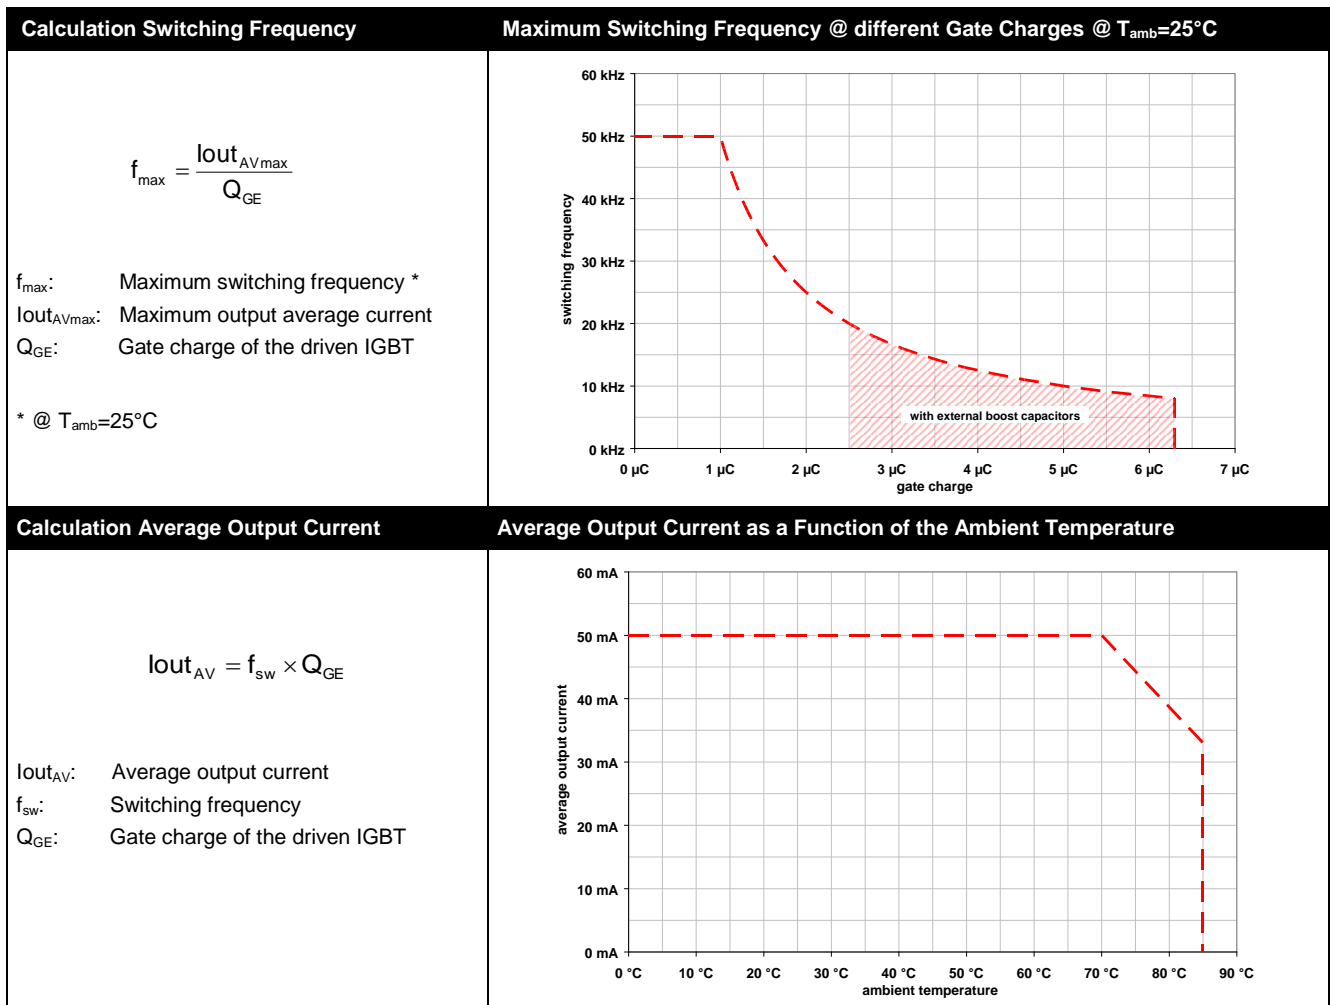 Calculation Switching Frequency
Maximum Switching Frequency @ different Gate Charges @ Tamb=25°C
fmax = IoutAVmax / QGE
fmax: Maximum switching frequency *
IoutAVmax: Maximum output average current
QGE: Gate charge of the driven IGBT
* @ Tamb=25°C
60 kHz
50 kHz
40 kHz
30 kHz
20 kHz
10 kHz
0 kHz
switching frequency
with external boost capacitors
0 µC 1 µC 2 µC 3 µC 4 µC 5 µC 6 µC 7 µC
gate charge
Calculation Average Output Current
Average Output Current as a Function of the Ambient Temperature
IoutAV = fsw × QGE
IoutAV: Average output current
fsw: Switching frequency
QGE: Gate charge of the driven IGBT
60 mA
50 mA
40 mA
30 mA
20 mA
10 mA
0 mA
average output current
0 °C 10 °C 20 °C 30 °C 40 °C 50 °C 60 °C 70 °C 80 °C 90 °C
ambient temperature